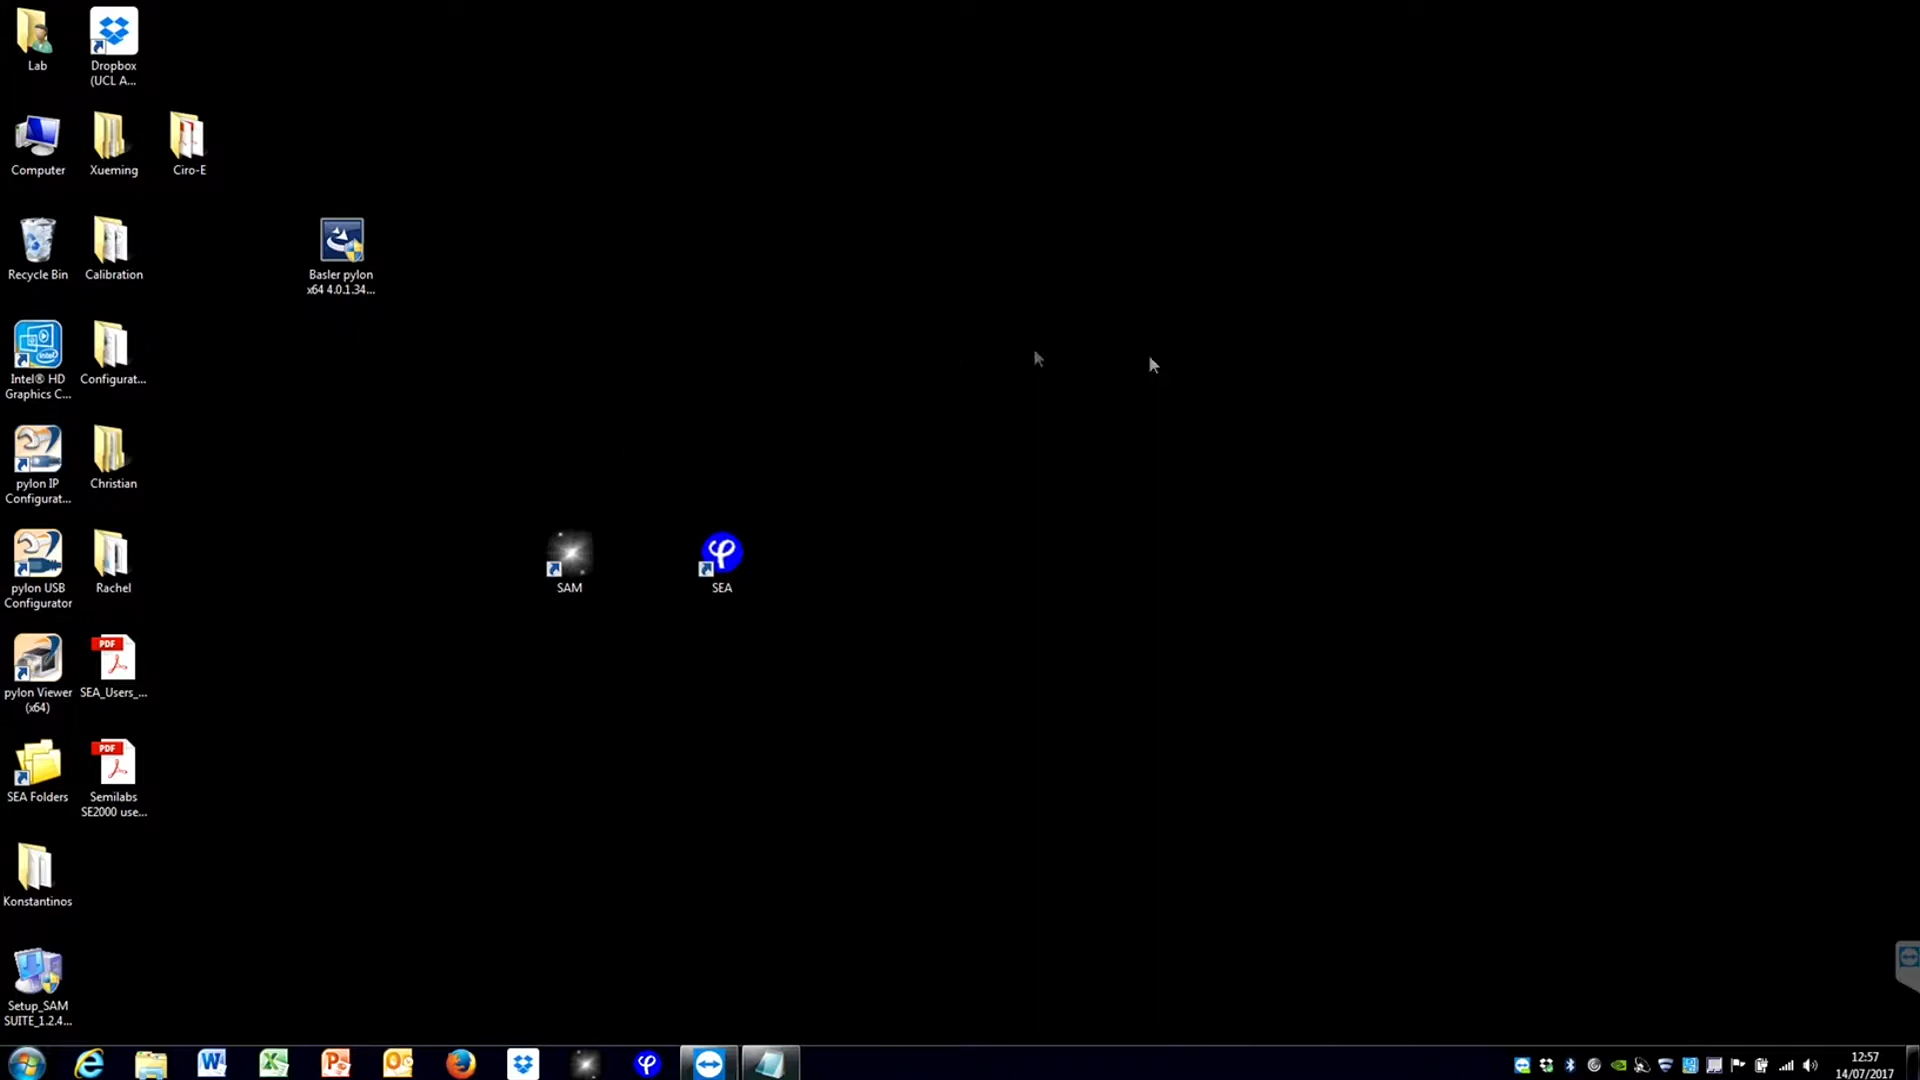 Lab
Dropbox
(UCL A...
Computer
Xueming
Ciro-E
Recycle Bin
Calibration
Basler pylon
x64 4.0.1.34...
Intel® HD
Graphics C...
Configurat...
pylon IP
Configurat...
Christian
pylon USB
Configurator
Rachel
SAM
SEA
pylon Viewer
(x64)
PDF
SEA_Users_...
SEA Folders
PDF
Semilabs
SE2000 use...
Konstantinos
Setup_SAM
SUITE_1.2.4...
12:57
14/07/2017